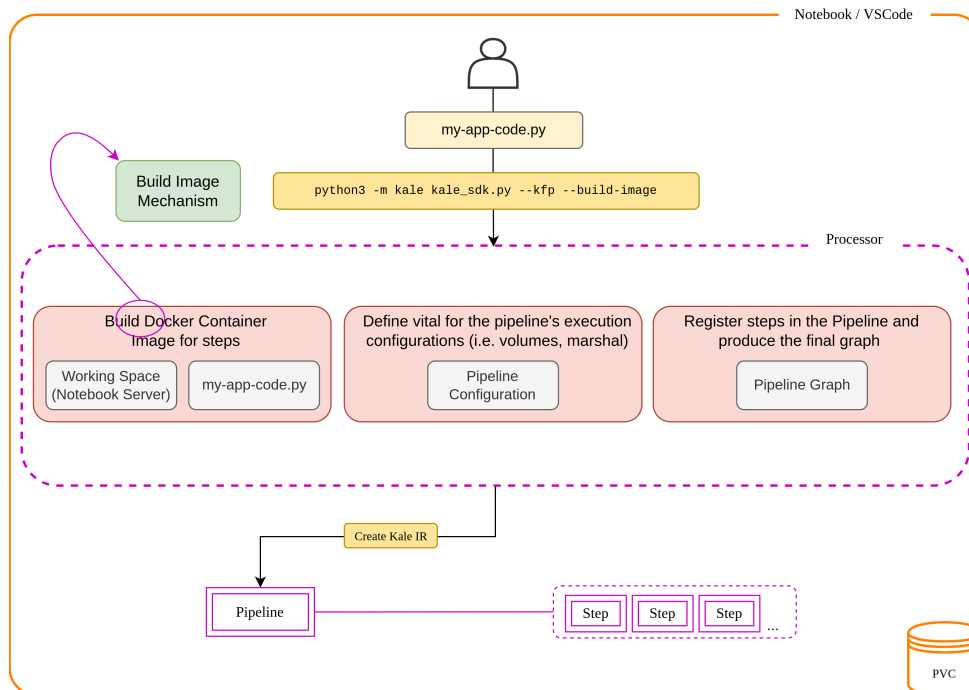 Notebook / VSCode
my-app-code.py
Build Image
Mechanism
python3 -m kale kale_sdk.py --kfp --build-image
Processor
Build Docker Container
Image for steps
Working Space
(Notebook Server)
my-app-code.py
Define vital for the pipeline's execution
configurations (i.e. volumes, marshal)
Pipeline
Configuration
Register steps in the Pipeline and
produce the final graph
Pipeline Graph
Create Kale IR
Pipeline
Step
Step
Step
...
PVC